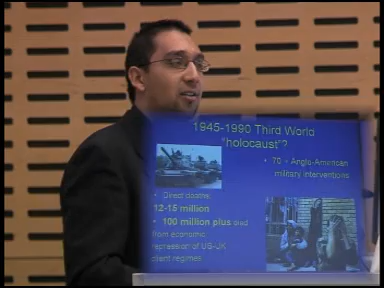 1945-1990 Third World
"holocaust"?
• 70 + Anglo-American
military interventions
• Direct deaths:
12-15 million
• 100 million plus died
from economic
repression of US-UK
client regimes